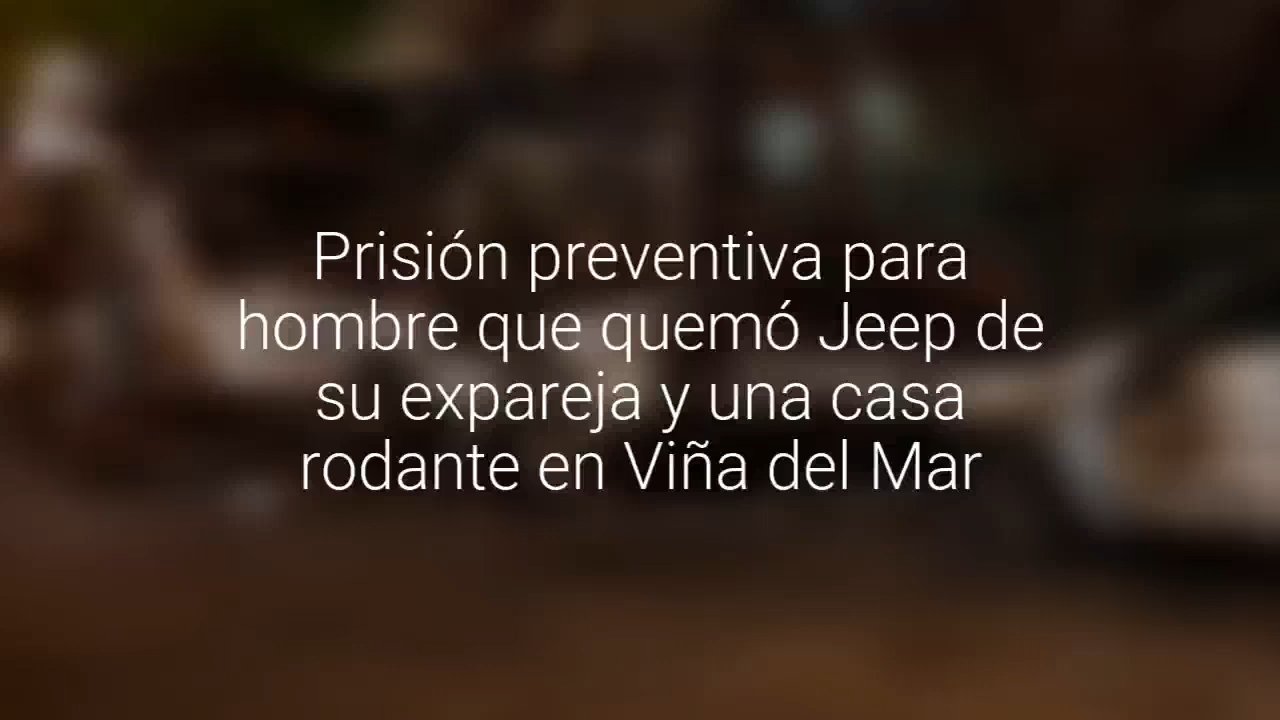 Prisión preventiva para
hombre que quemó Jeep de
su expareja y una casa
rodante en Viña del Mar